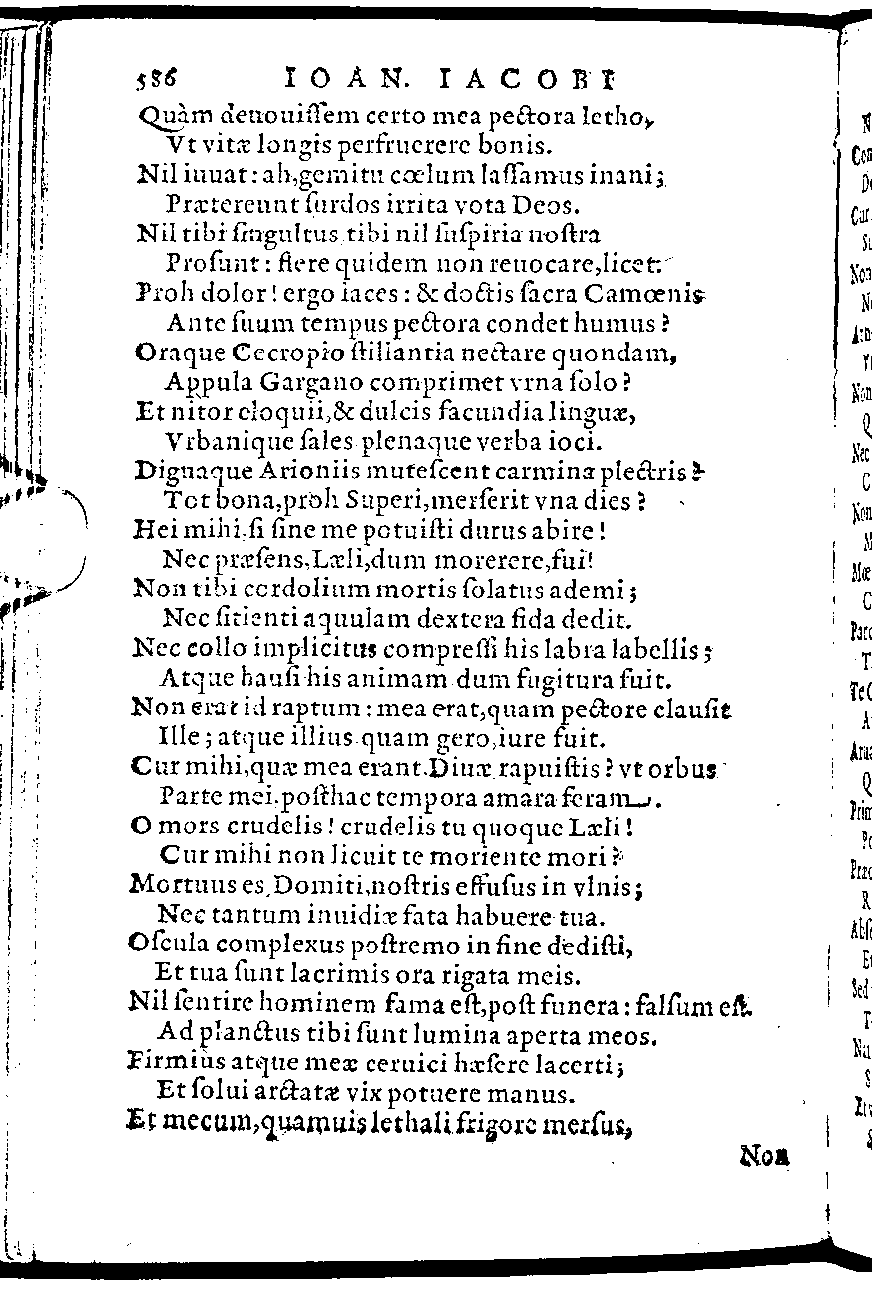 586 IOAN. IACOBI
Quàm deuouiſſem certo mea pectora letho,
Vt vitæ longis perfruerere bonis.
Nil iuuat: ah, gemitu cœlum laſſamus inani;
Prætereunt ſurdos irrita vota Deos.
Nil tibi ſingultus tibi nil ſuſpiria noſtra
Proſunt: flere quidem non reuocare, licet.
Proh dolor! ergo iaces: & doctis ſacra Camœnis
Ante ſuum tempus pectora condet humus?
Oraque Cecropio ſtillantia nectare quondam,
Appula Gargano comprimet vrna ſolo?
Et nitor eloquii, & dulcis facundia linguæ,
Vrbanique ſales plenaque verba ioci.
Dignaque Arioniis muteſcent carmina plectris?
Tot bona, proh Superi, merſerit vna dies?
Hei mihi, ſi ſine me potuiſti durus abire!
Nec præſens, Læli, dum morerere, fui!
Non tibi cordolium mortis ſolatus ademi;
Nec ſitienti aquulam dextera fida dedit.
Nec collo implicitus compreſſi his labra labellis;
Atque hauſi his animam dum fugitura fuit.
Non erat id raptum: mea erat, quam pectore clauſit
Ille; atque illius quam gero, iure fuit.
Cur mihi, quæ mea erant. Diuæ rapuiſtis? vt orbus
Parte mei. poſthac tempora amara feram.
O mors crudelis! crudelis tu quoque Læli!
Cur mihi non licuit te moriente mori?
Mortuus es, Domiti, noſtris effuſus in vlnis;
Nec tantum inuidiæ fata habuere tua.
Oſcula complexus poſtremo in fine dediſti,
Et tua ſunt lacrimis ora rigata meis.
Nil ſentire hominem fama eſt, poſt funera: falſum eſt.
Ad planctus tibi ſunt lumina aperta meos.
Firmiùs atque meæ ceruici hæſere lacerti;
Et ſolui arctatæ vix potuere manus.
Et mecum, quamuis lethali frigore merſus,
Non